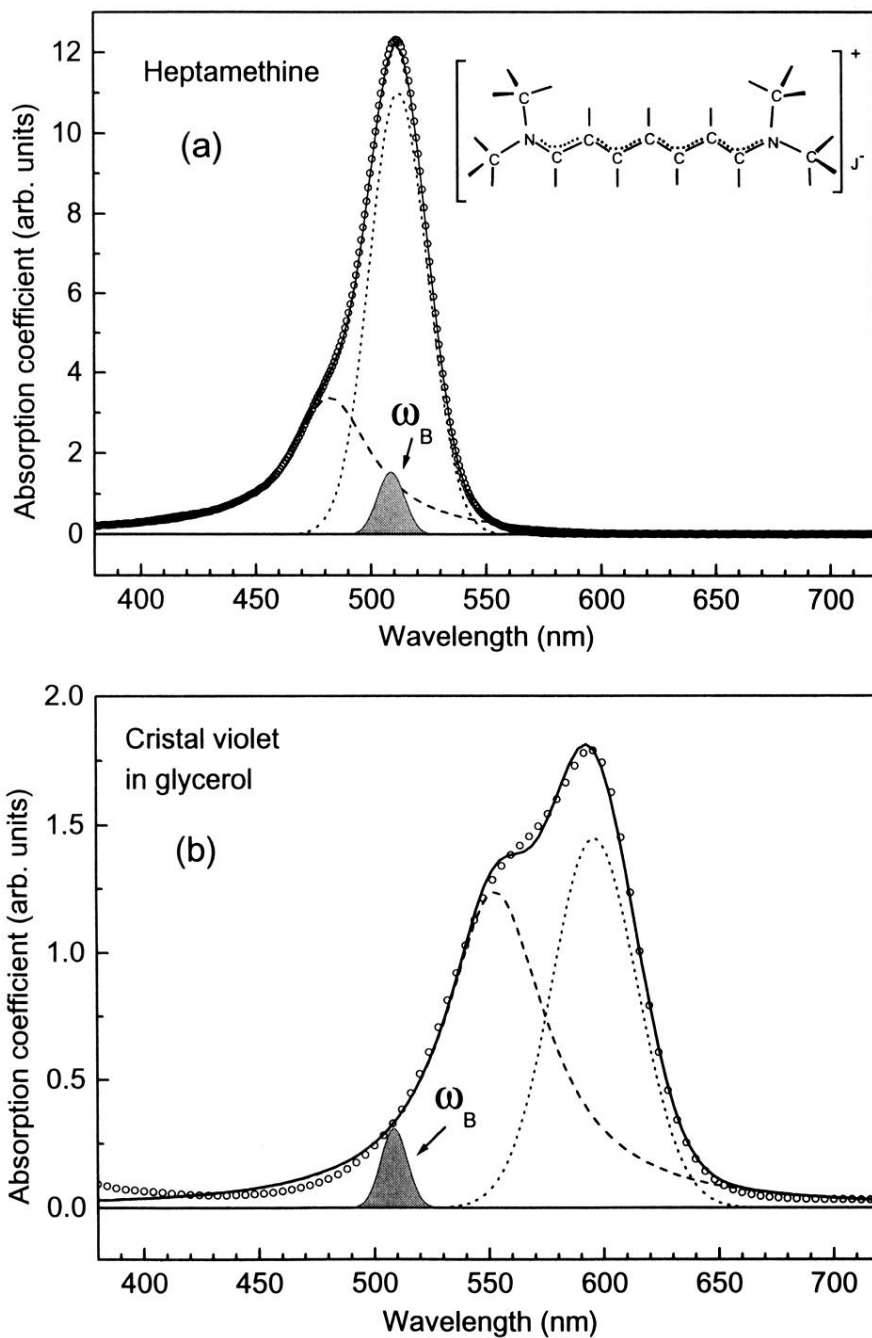 Heptamethine
(a)
[ ]+
C C
C N C C C C C C C N C
J-
ωB
12
10
8
6
4
2
0
Absorption coefficient (arb. units)
400 450 500 550 600 650 700
Wavelength (nm)
Cristal violet
in glycerol
(b)
ωB
2.0
1.5
1.0
0.5
0.0
Absorption coefficient (arb. units)
400 450 500 550 600 650 700
Wavelength (nm)